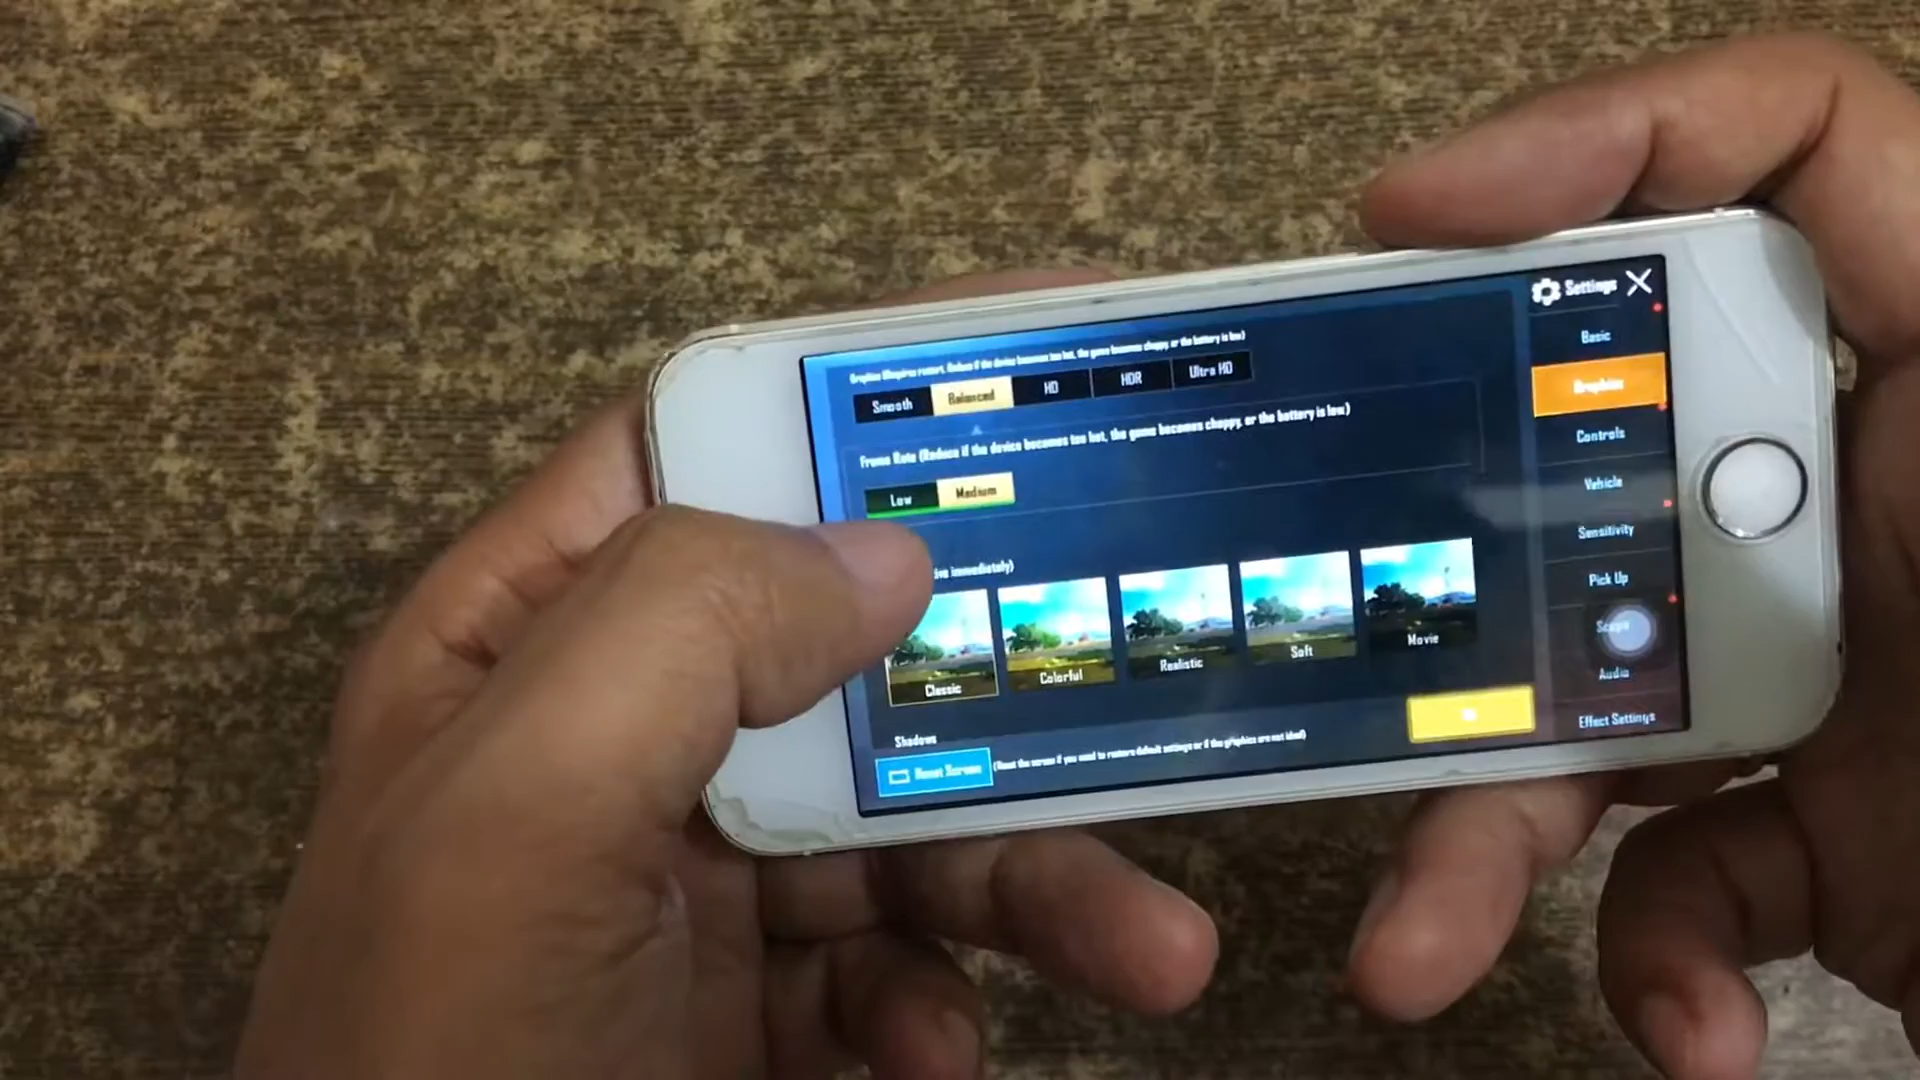 Settings
Basic
Graphics (Requires restart. Reduce if the device becomes too hot, the game becomes choppy, or the battery is low)
Smooth Balanced HD HDR Ultra HD
Graphics
Frame Rate (Reduce if the device becomes too hot, the game becomes choppy, or the battery is low)
Controls
Low Medium
Vehicle
Sensitivity
immediately)
Pick Up
Classic Colorful Realistic Soft Movie
Scope
Audio
Effect Settings
Shadows
Reset Screen (Reset the screen if you need to restore default settings or if the graphics are not ideal)